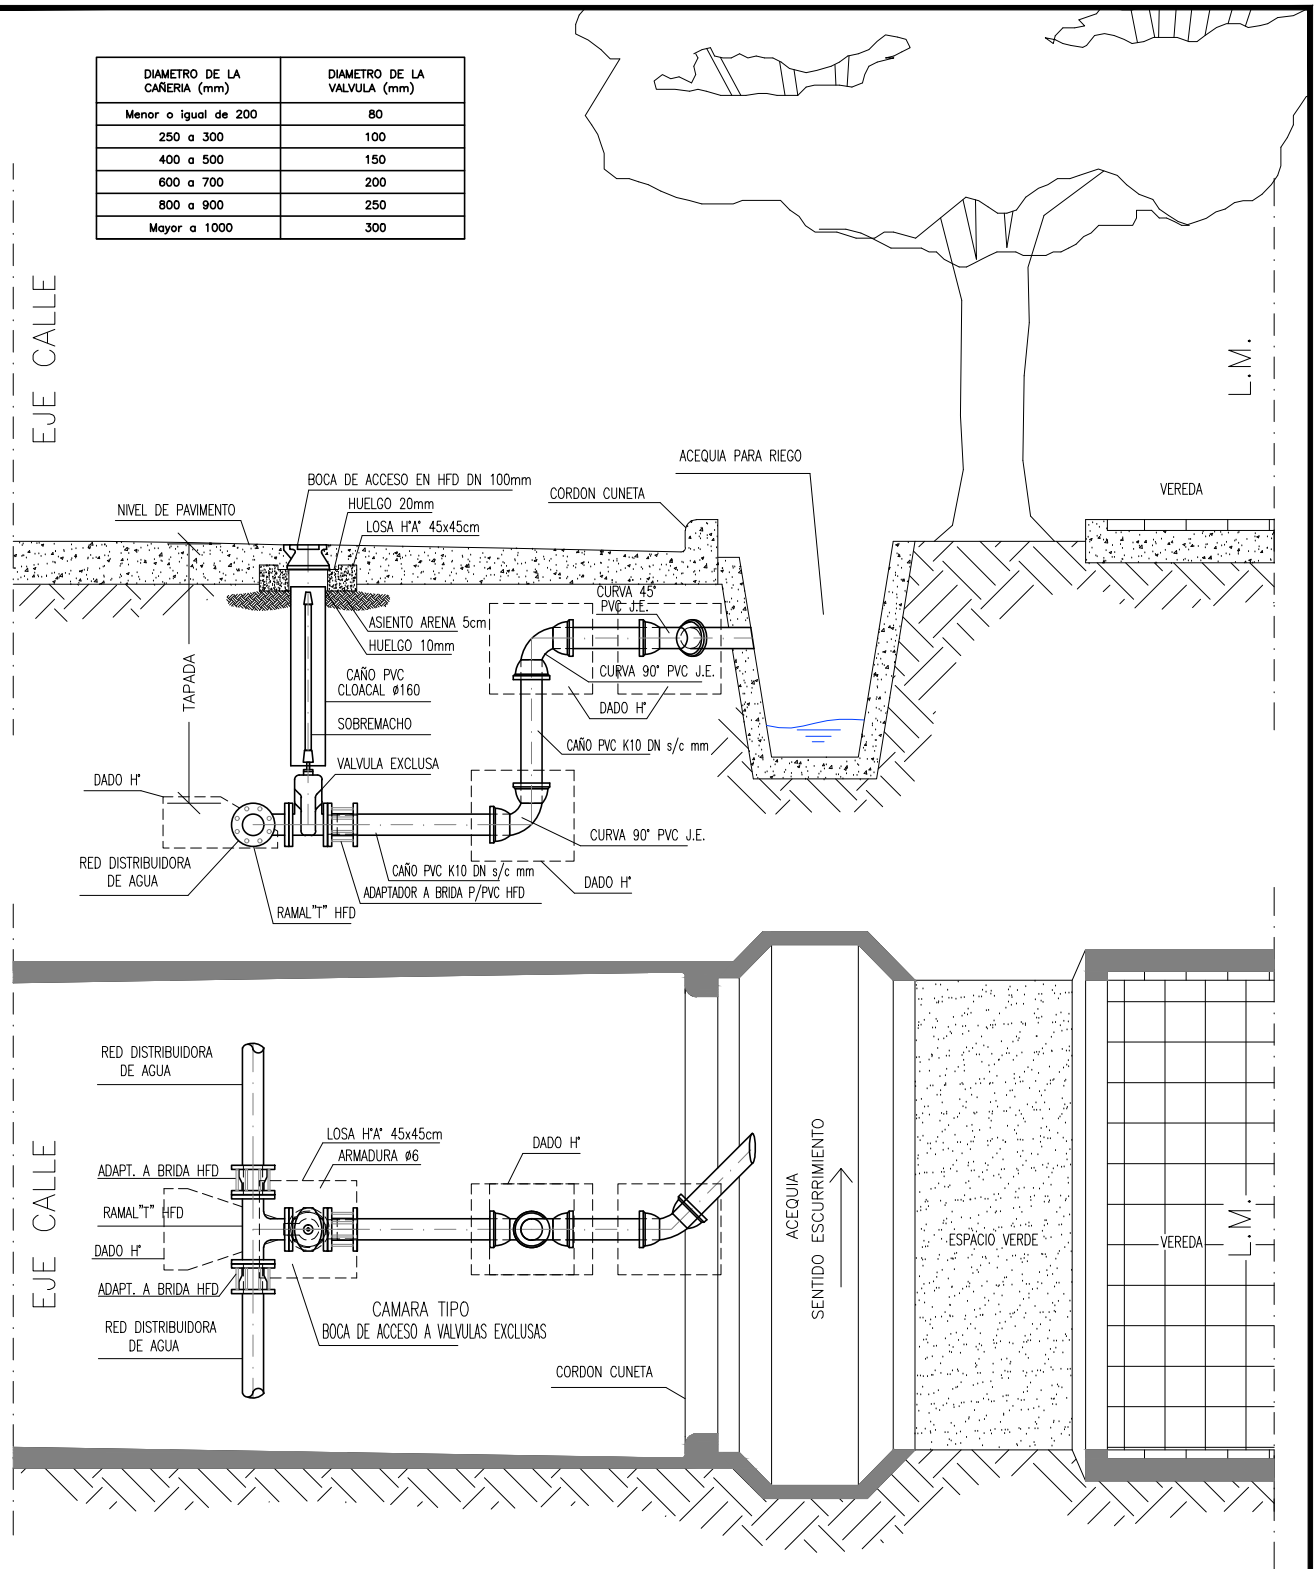 DIAMETRO DE LA
CAÑERIA (mm)
DIAMETRO DE LA
VALVULA (mm)
Menor o igual de 200
80
250 a 300
100
400 a 500
150
600 a 700
200
800 a 900
250
Mayor a 1000
300
EJE CALLE
L.M.
ACEQUIA PARA RIEGO
BOCA DE ACCESO EN HFD DN 100mm
CORDON CUNETA
VEREDA
HUELGO 20mm
NIVEL DE PAVIMENTO
LOSA H°A° 45x45cm
CURVA 45°
PVC J.E.
ASIENTO ARENA 5cm
HUELGO 10mm
CURVA 90° PVC J.E.
CAÑO PVC
CLOACAL ø160
TAPADA
DADO H°
SOBREMACHO
CAÑO PVC K10 DN s/c mm
VALVULA EXCLUSA
DADO H°
CURVA 90° PVC J.E.
RED DISTRIBUIDORA
DE AGUA
CAÑO PVC K10 DN s/c mm
DADO H°
ADAPTADOR A BRIDA P/PVC HFD
RAMAL"T" HFD
RED DISTRIBUIDORA
DE AGUA
LOSA H°A° 45x45cm
ARMADURA ø6
DADO H°
ADAPT. A BRIDA HFD
RAMAL"T" HFD
DADO H°
ADAPT. A BRIDA HFD
EJE CALLE
ACEQUIA
SENTIDO ESCURRIMIENTO
ESPACIO VERDE
VEREDA
L.M.
CAMARA TIPO
BOCA DE ACCESO A VALVULAS EXCLUSAS
RED DISTRIBUIDORA
DE AGUA
CORDON CUNETA